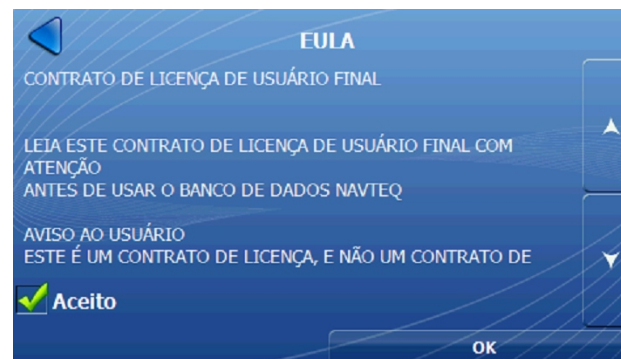 EULA
CONTRATO DE LICENÇA DE USUÁRIO FINAL
LEIA ESTE CONTRATO DE LICENÇA DE USUÁRIO FINAL COM
ATENÇÃO
ANTES DE USAR O BANCO DE DADOS NAVTEQ
AVISO AO USUÁRIO
ESTE É UM CONTRATO DE LICENÇA, E NÃO UM CONTRATO DE
Aceito
OK